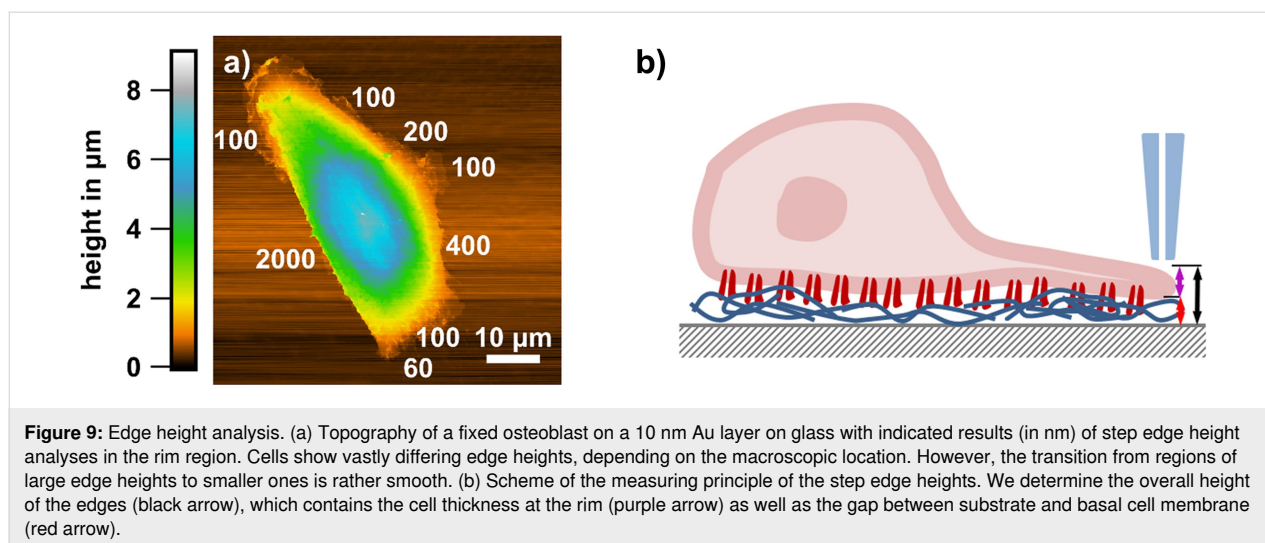 a)
b)
height in µm
8
6
4
2
0
100
200
100
100
400
2000
100
60
10 µm
Figure 9: Edge height analysis. (a) Topography of a fixed osteoblast on a 10 nm Au layer on glass with indicated results (in nm) of step edge height
analyses in the rim region. Cells show vastly differing edge heights, depending on the macroscopic location. However, the transition from regions of
large edge heights to smaller ones is rather smooth. (b) Scheme of the measuring principle of the step edge heights. We determine the overall height
of the edges (black arrow), which contains the cell thickness at the rim (purple arrow) as well as the gap between substrate and basal cell membrane
(red arrow).